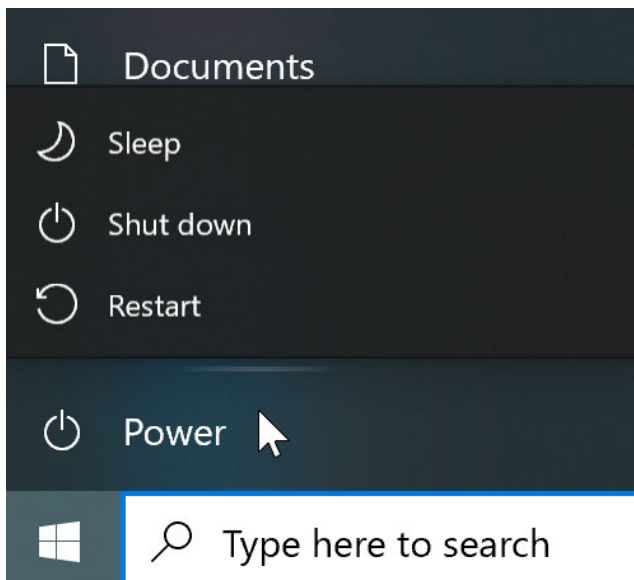 Documents
Sleep
Shut down
Restart
Power
Type here to search